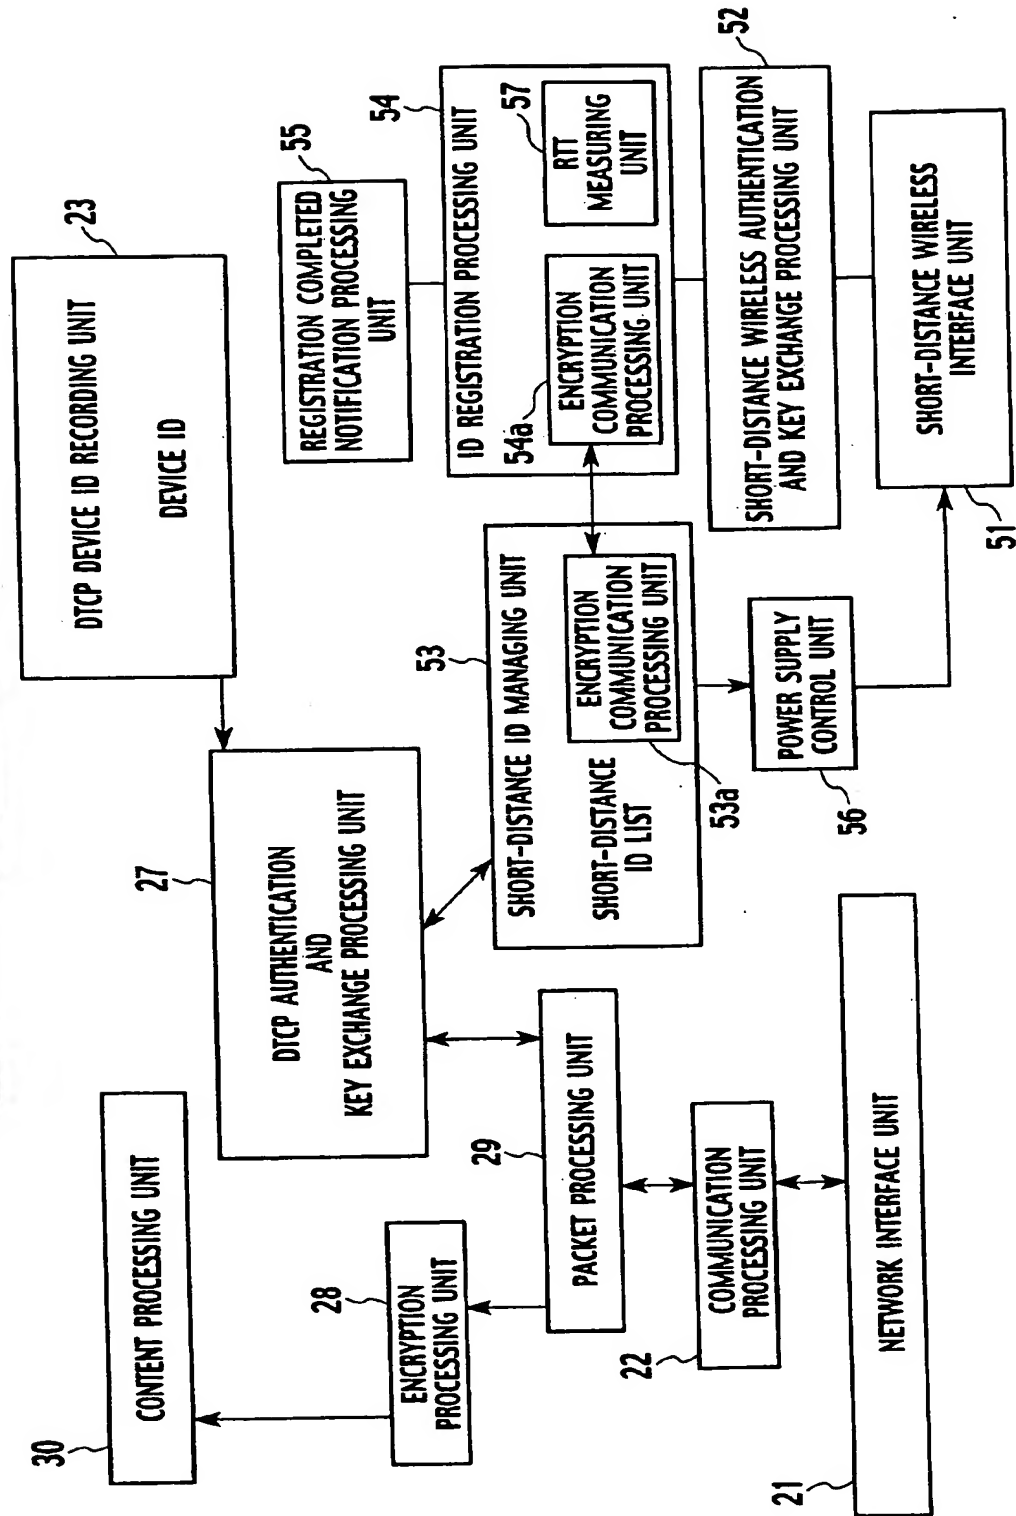 30
CONTENT PROCESSING UNIT
28
ENCRYPTION
PROCESSING UNIT
27
DTCP AUTHENTICATION
AND
KEY EXCHANGE PROCESSING UNIT
23
DTCP DEVICE ID RECORDING UNIT
DEVICE ID
29
PACKET PROCESSING UNIT
22
COMMUNICATION
PROCESSING UNIT
21
NETWORK INTERFACE UNIT
53
SHORT-DISTANCE ID MANAGING UNIT
SHORT-DISTANCE
ID LIST
ENCRYPTION
COMMUNICATION
PROCESSING UNIT
53a
56
POWER SUPPLY
CONTROL UNIT
55
REGISTRATION COMPLETED
NOTIFICATION PROCESSING
UNIT
54
ID REGISTRATION PROCESSING UNIT
54a
ENCRYPTION
COMMUNICATION
PROCESSING UNIT
57
RTT
MEASURING
UNIT
52
SHORT-DISTANCE WIRELESS AUTHENTICATION
AND KEY EXCHANGE PROCESSING UNIT
51
SHORT-DISTANCE WIRELESS
INTERFACE UNIT